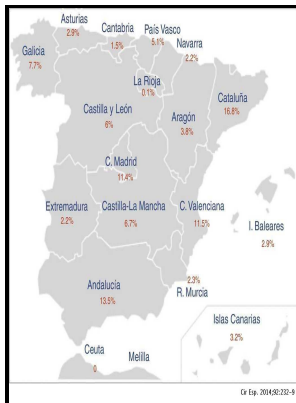 Asturias
2.9%
Cantabria
1.5%
País Vasco
5.1%
Navarra
2.2%
Galicia
7.7%
La Rioja
0.1%
Cataluña
16.8%
Castilla y León
6%
Aragón
3.8%
C. Madrid
11.4%
Extremadura
2.2%
Castilla-La Mancha
6.7%
C. Valenciana
11.5%
I. Baleares
2.9%
Andalucía
13.5%
2.3%
R. Murcia
Islas Canarias
3.2%
Ceuta
0
Melilla
Cir Esp. 2014;92:232-9